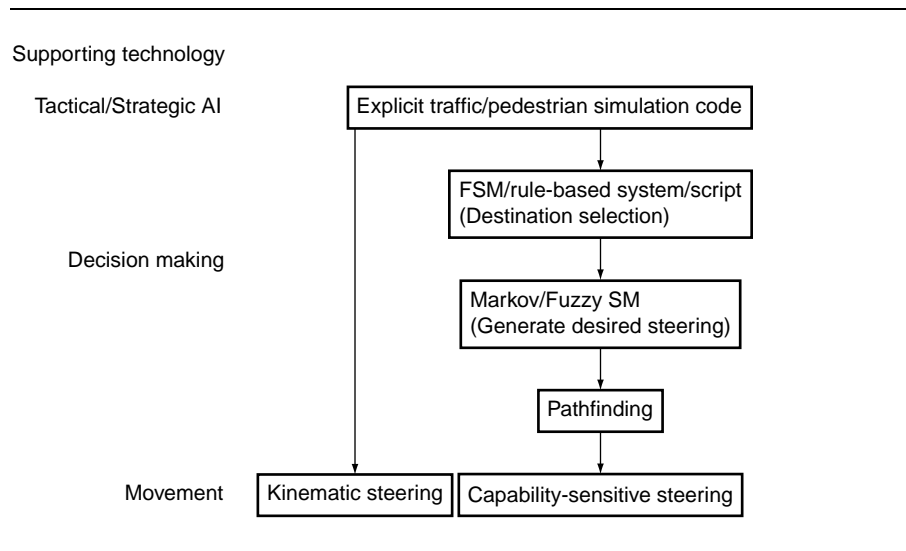 Supporting technology
Tactical/Strategic AI
Explicit traffic/pedestrian simulation code
FSM/rule-based system/script
(Destination selection)
Decision making
Markov/Fuzzy SM
(Generate desired steering)
Pathfinding
Movement
Kinematic steering
Capability-sensitive steering